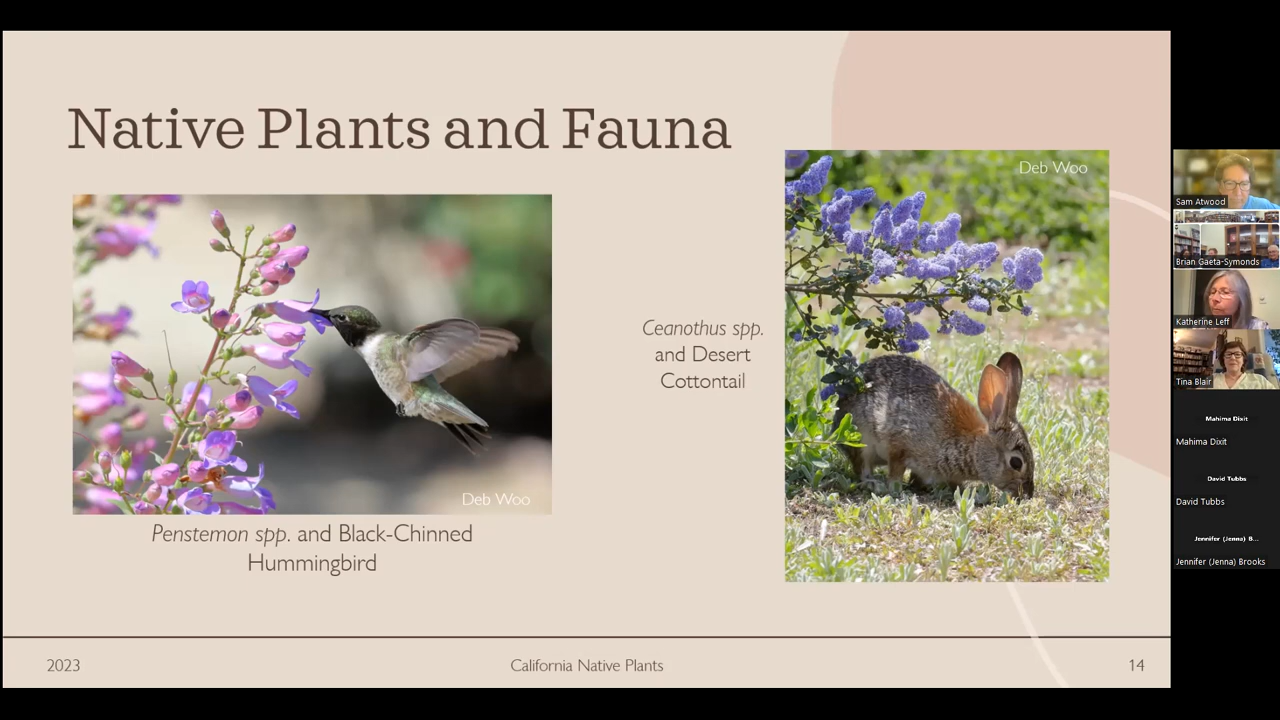 Native Plants and Fauna
Deb Woo
Deb Woo
Penstemon spp. and Black-Chinned
Hummingbird
Ceanothus spp.
and Desert
Cottontail
2023
California Native Plants
14
Sam Atwood
Brian Gaeta-Symonds
Katherine Leff
Tina Blair
Mahima Dixit
Mahima Dixit
David Tubbs
David Tubbs
Jennifer (Jenna) B...
Jennifer (Jenna) Brooks